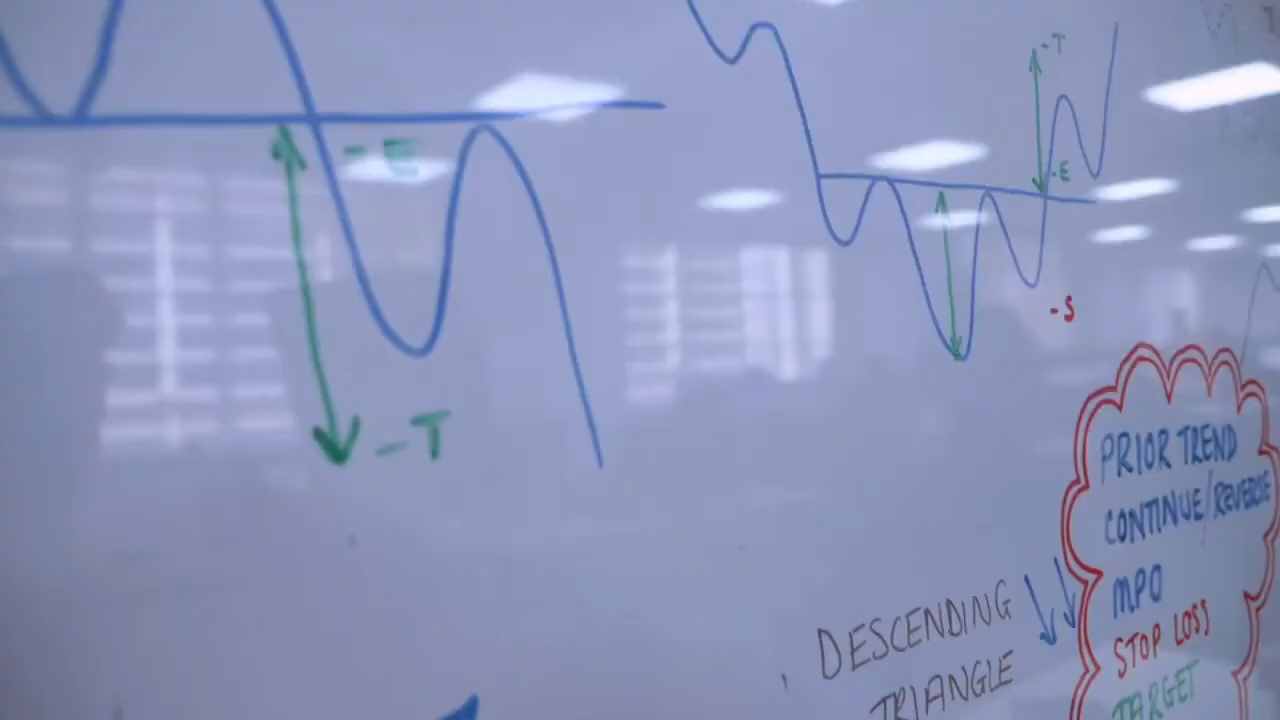 - T
- E
- E
- S
- T
PRIOR TREND
CONTINUE/REVERSE
MPO
STOP LOSS
TARGET
DESCENDING
TRIANGLE